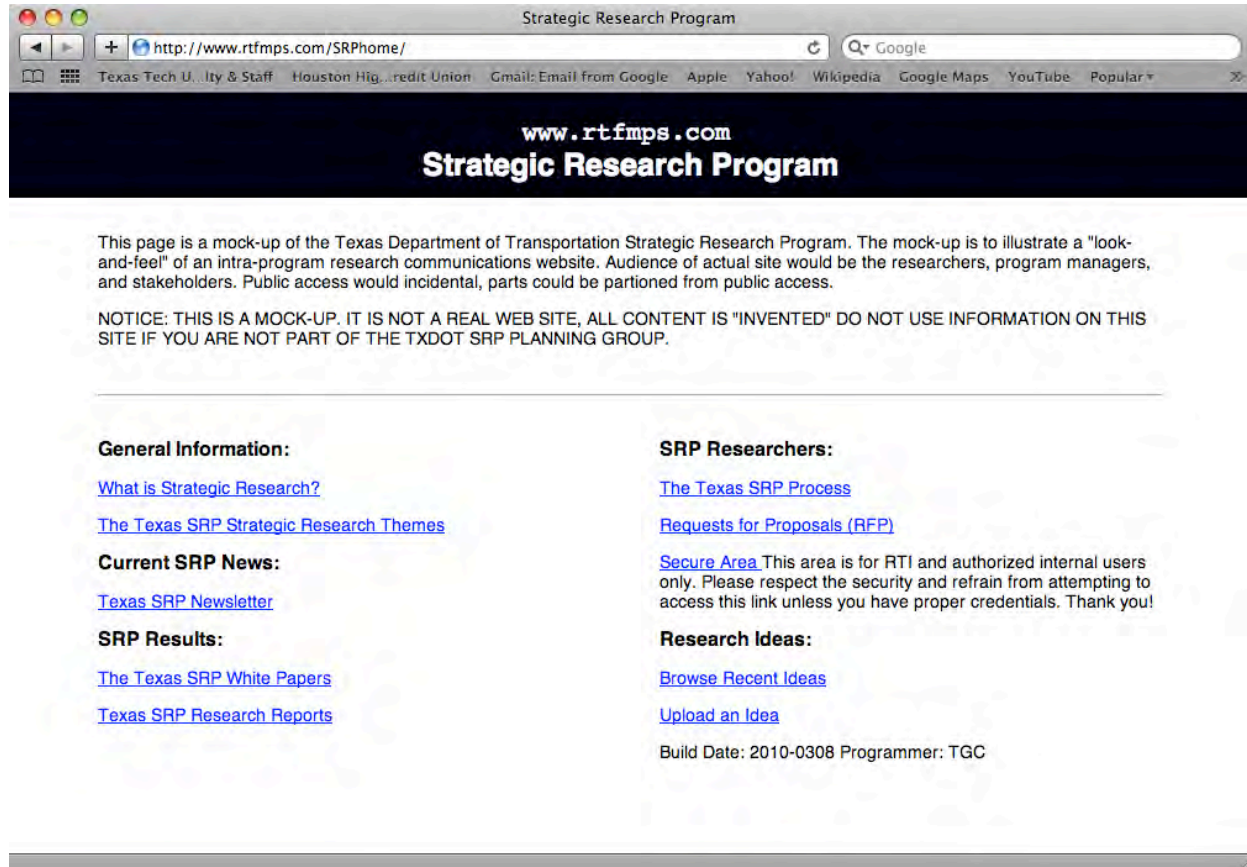 Strategic Research Program
http://www.rtfmps.com/SRPhome/
Google
Texas Tech U...ity & Staff Houston Hig...redit Union Gmail: Email from Google Apple Yahoo! Wikipedia Google Maps YouTube Popular
www.rtfmps.com
Strategic Research Program
This page is a mock-up of the Texas Department of Transportation Strategic Research Program. The mock-up is to illustrate a "look-
and-feel" of an intra-program research communications website. Audience of actual site would be the researchers, program managers,
and stakeholders. Public access would incidental, parts could be partioned from public access.
NOTICE: THIS IS A MOCK-UP. IT IS NOT A REAL WEB SITE, ALL CONTENT IS "INVENTED" DO NOT USE INFORMATION ON THIS
SITE IF YOU ARE NOT PART OF THE TXDOT SRP PLANNING GROUP.
General Information:
What is Strategic Research?
The Texas SRP Strategic Research Themes
Current SRP News:
Texas SRP Newsletter
SRP Results:
The Texas SRP White Papers
Texas SRP Research Reports
SRP Researchers:
The Texas SRP Process
Requests for Proposals (RFP)
Secure Area This area is for RTI and authorized internal users
only. Please respect the security and refrain from attempting to
access this link unless you have proper credentials. Thank you!
Research Ideas:
Browse Recent Ideas
Upload an Idea
Build Date: 2010-0308 Programmer: TGC